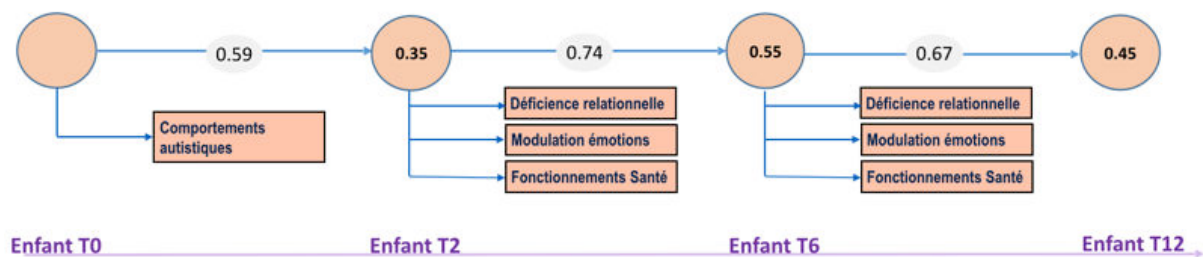 0.59
0.35
0.74
0.55
0.67
0.45
Comportements
autistiques
Déficience relationnelle
Modulation émotions
Fonctionnements Santé
Déficience relationnelle
Modulation émotions
Fonctionnements Santé
Enfant T0
Enfant T2
Enfant T6
Enfant T12